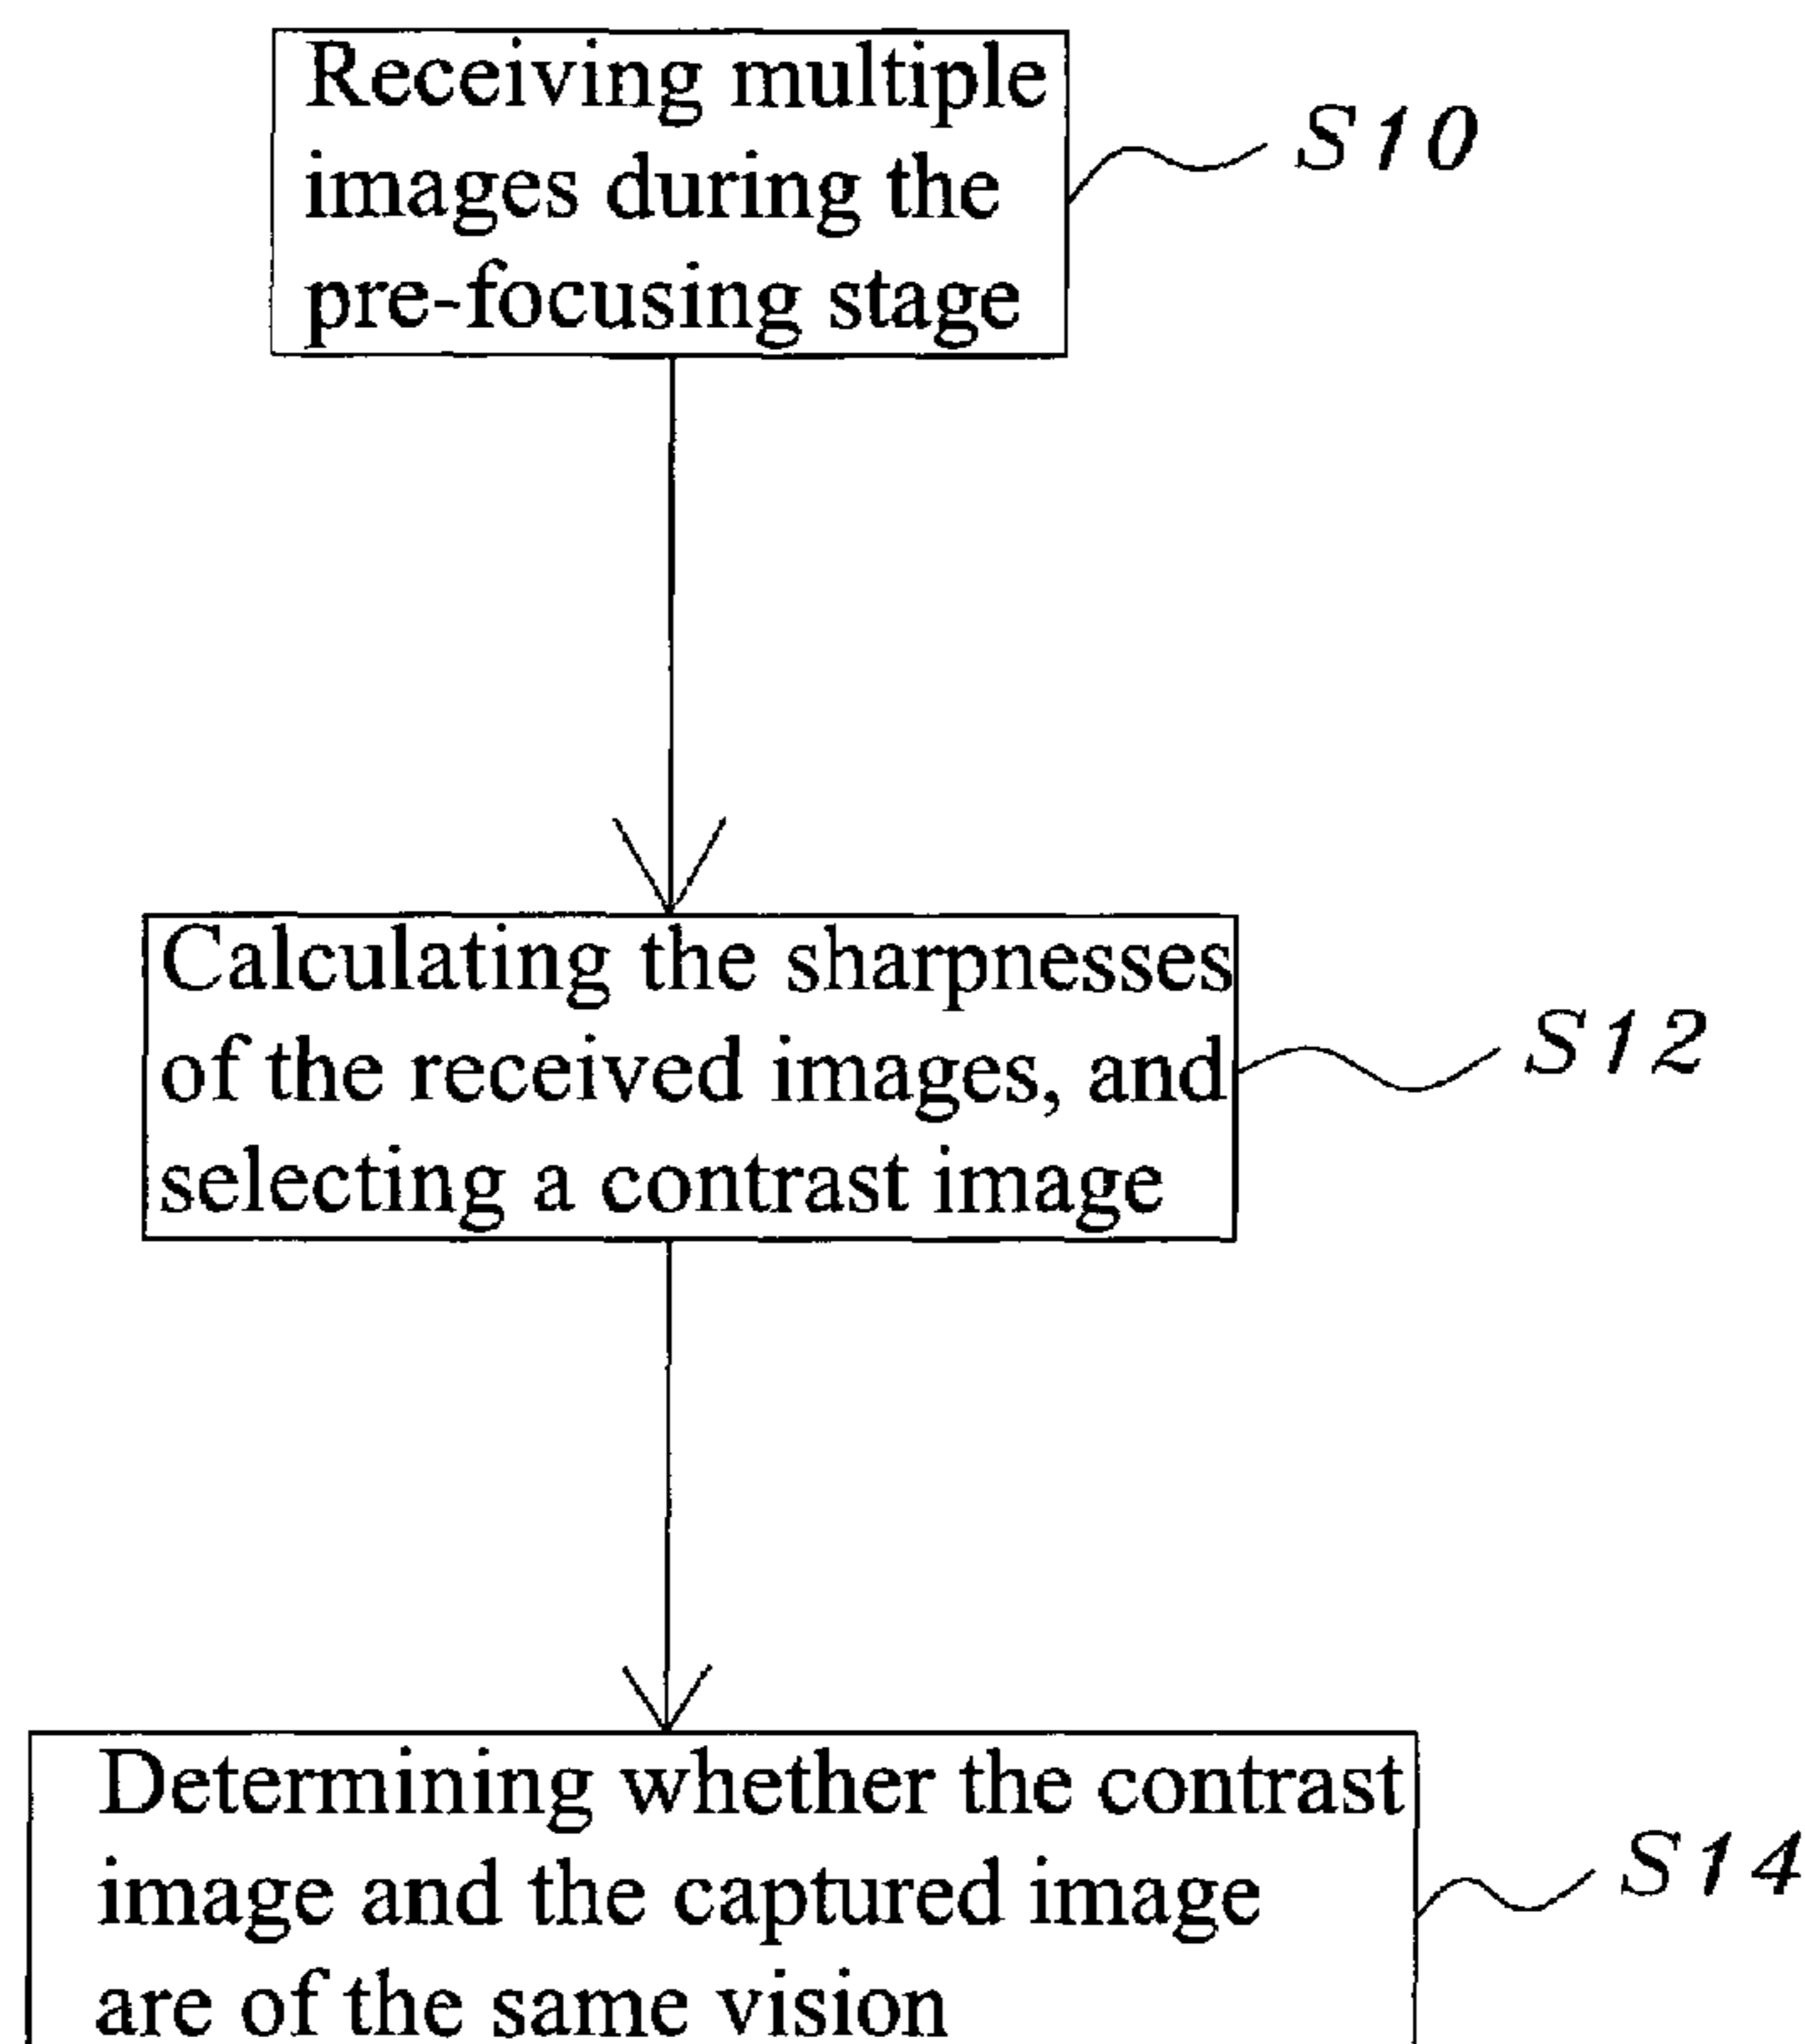 Receiving multiple
images during the
pre-focusing stage
S10
Calculating the sharpnesses
of the received images, and
selecting a contrast image
S12
Determining whether the contrast
image and the captured image
are of the same vision
S14